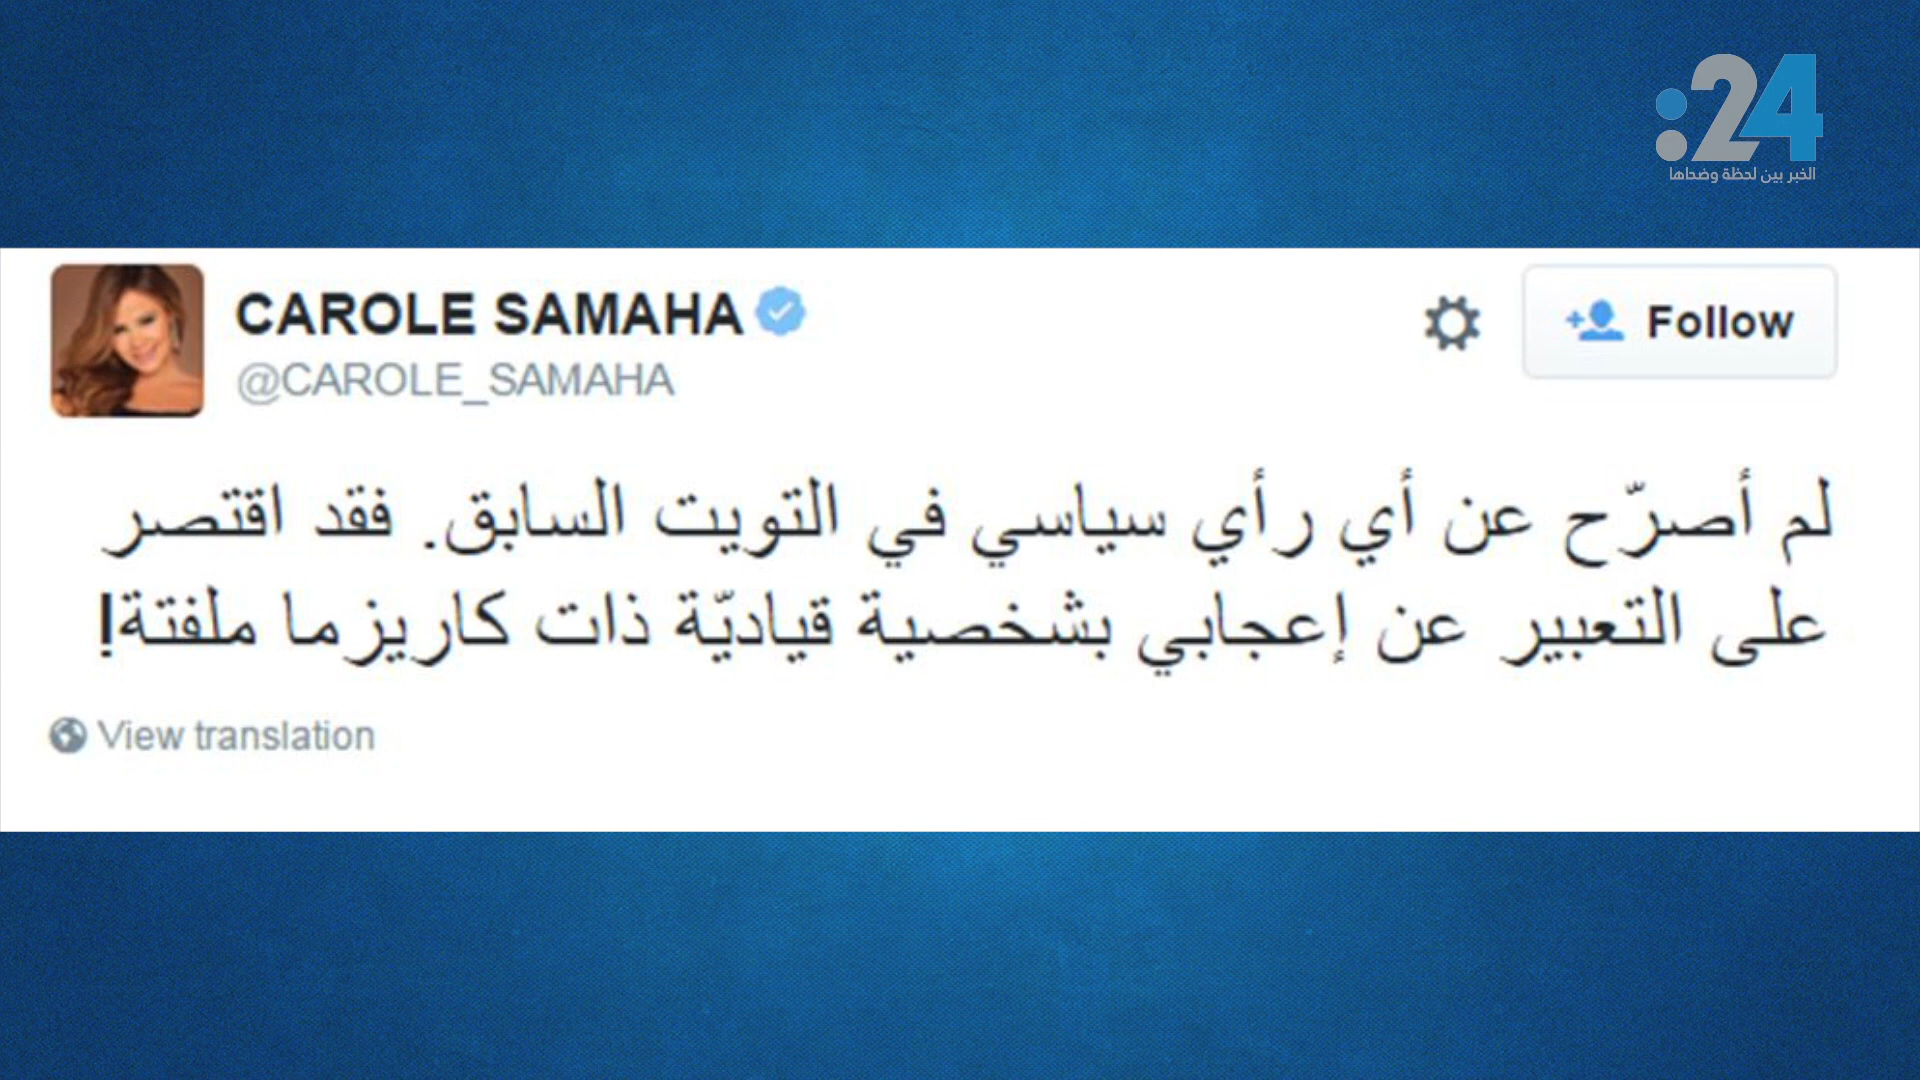 :24
الخبر بين لحظة وضحاها
CAROLE SAMAHA
@CAROLE_SAMAHA
Follow
لم أصرّح عن أي رأي سياسي في التويت السابق. فقد اقتصر
على التعبير عن إعجابي بشخصية قياديّة ذات كاريزما ملفتة!
View translation